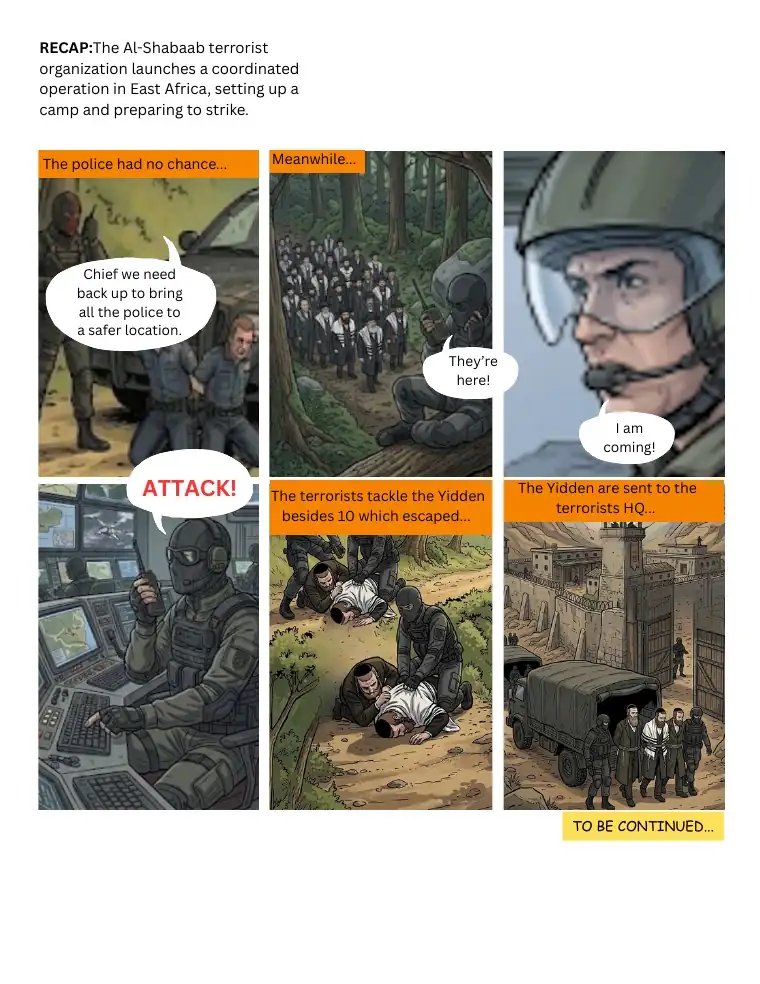 RECAP:The Al-Shabaab terrorist
organization launches a coordinated
operation in East Africa, setting up a
camp and preparing to strike.
The police had no chance...
Chief we need
back up to bring
all the police to
a safer location.
Meanwhile...
They're
here!
I am
coming!
ATTACK!
The terrorists tackle the Yidden
besides 10 which escaped...
The Yidden are sent to the
terrorists HQ...
TO BE CONTINUED...